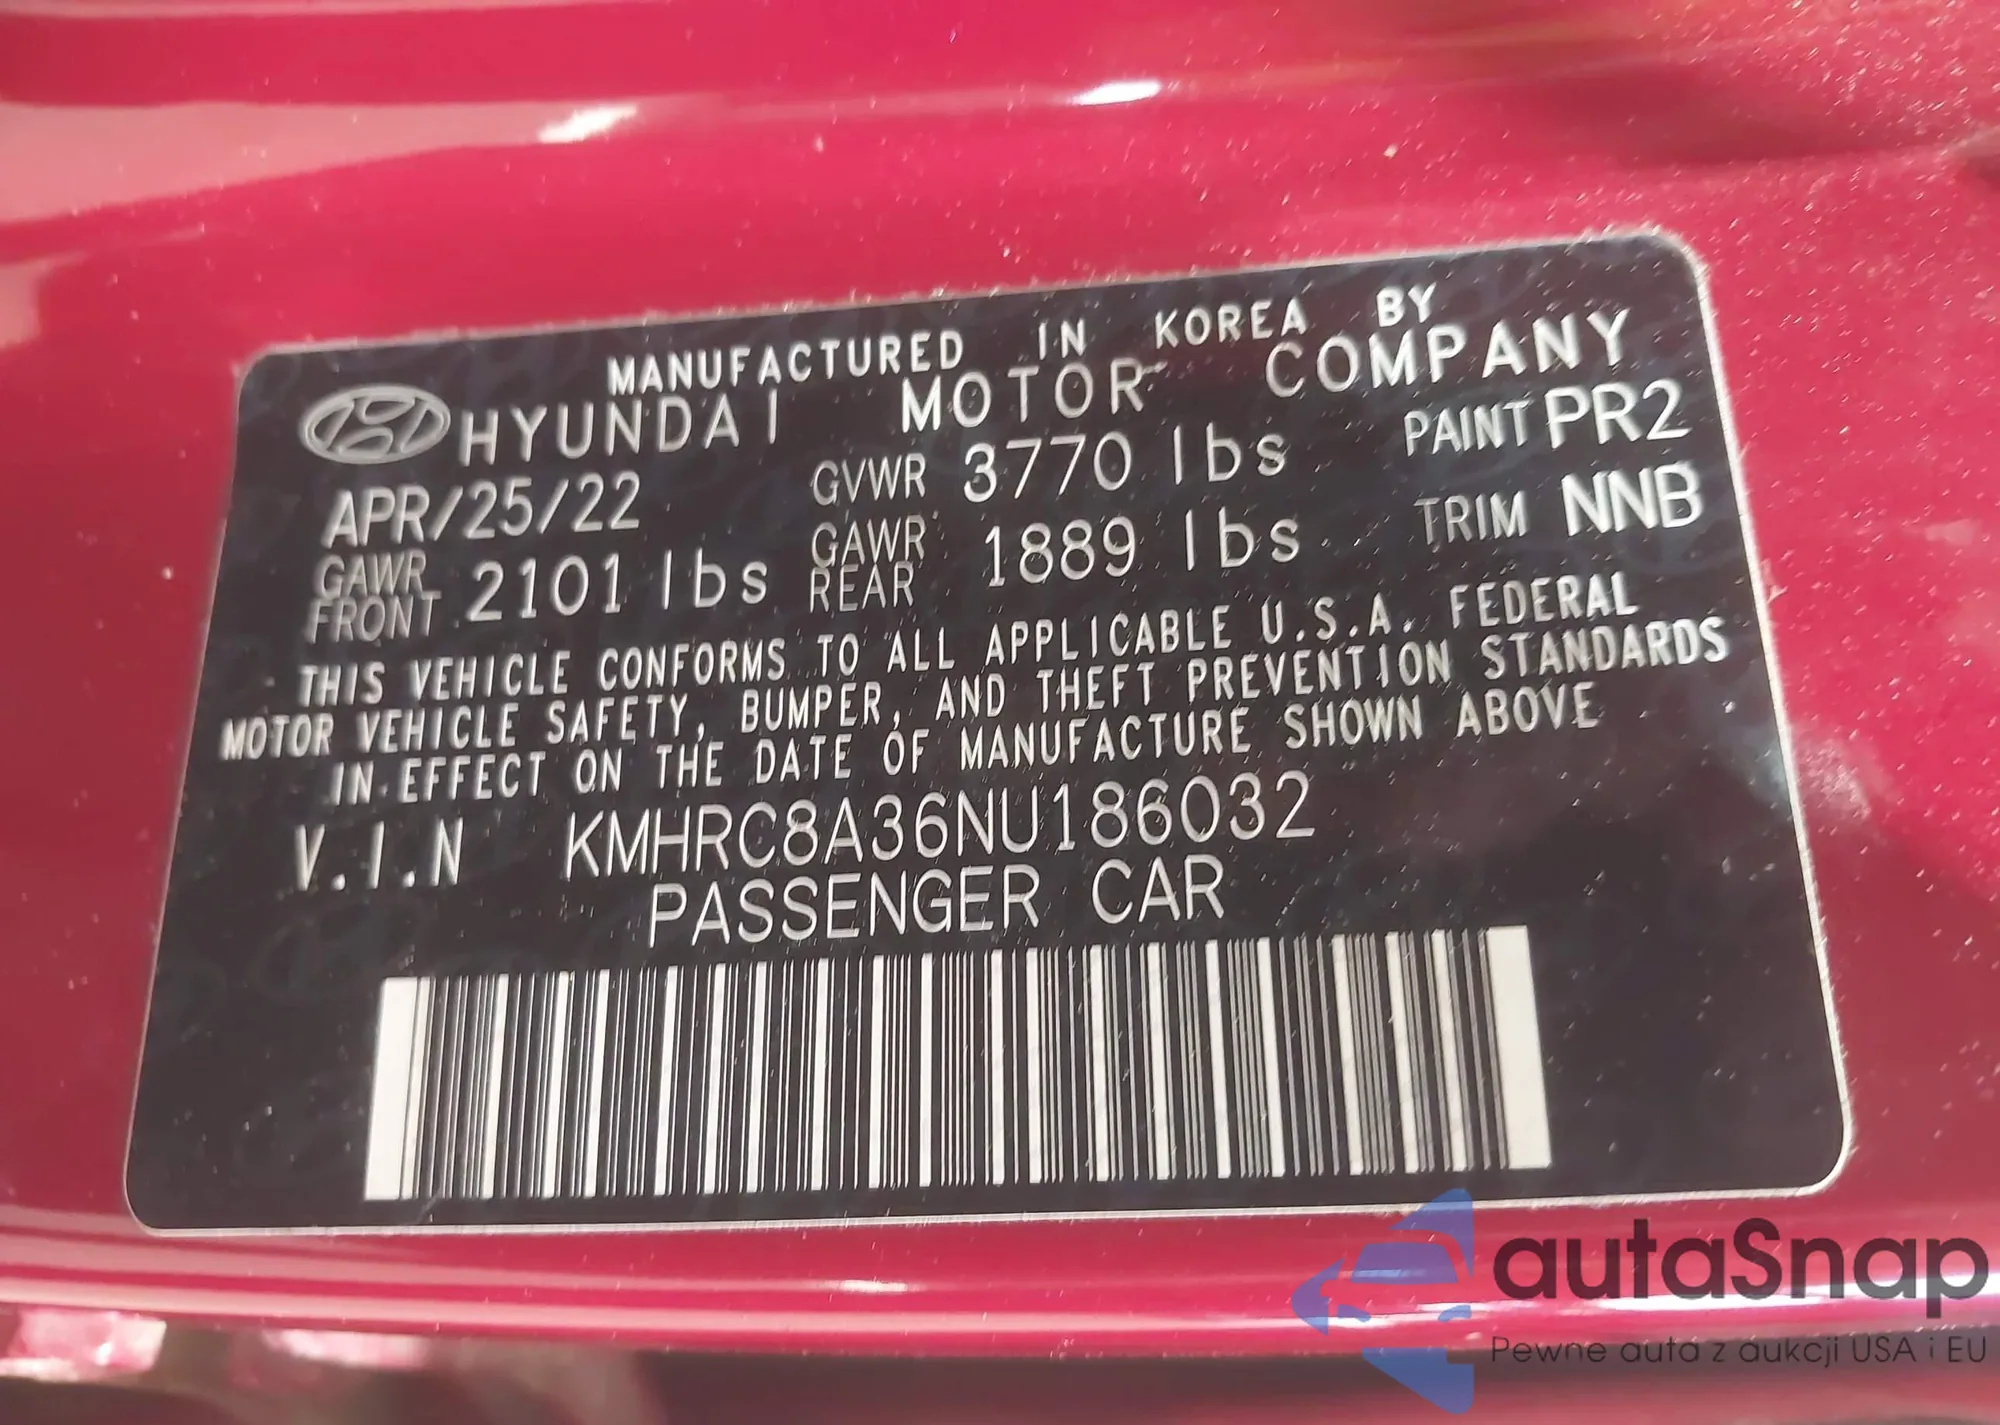 MANUFACTURED IN KOREA BY
HYUNDAI MOTOR COMPANY
APR/25/22 GVWR 3770 lbs PAINT PR2
GAWR FRONT 2101 lbs GAWR REAR 1889 lbs TRIM NNB
THIS VEHICLE CONFORMS TO ALL APPLICABLE U.S.A. FEDERAL
MOTOR VEHICLE SAFETY, BUMPER, AND THEFT PREVENTION STANDARDS
IN EFFECT ON THE DATE OF MANUFACTURE SHOWN ABOVE
V.I.N KMHRC8A36NU186032
PASSENGER CAR
autaSnap
Pewne auta z aukcji USA i EU